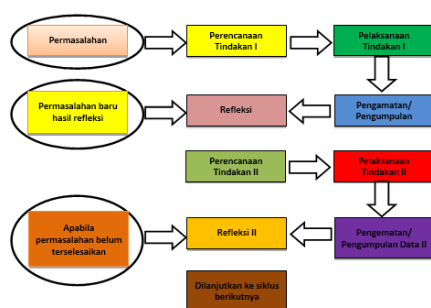 Permasalahan
Perencanaan
Tindakan I
Pelaksanaan
Tindakan I
Permasalahan baru
hasil refleksi
Refleksi
Pengamatan/
Pengumpulan
Perencanaan
Tindakan II
Pelaksanaan
Tindakan II
Apabila
permasalahan belum
terselesaikan
Refleksi II
Pengematan/
Pengumpulan Data II
Dilanjutkan ke siklus
berikutnya